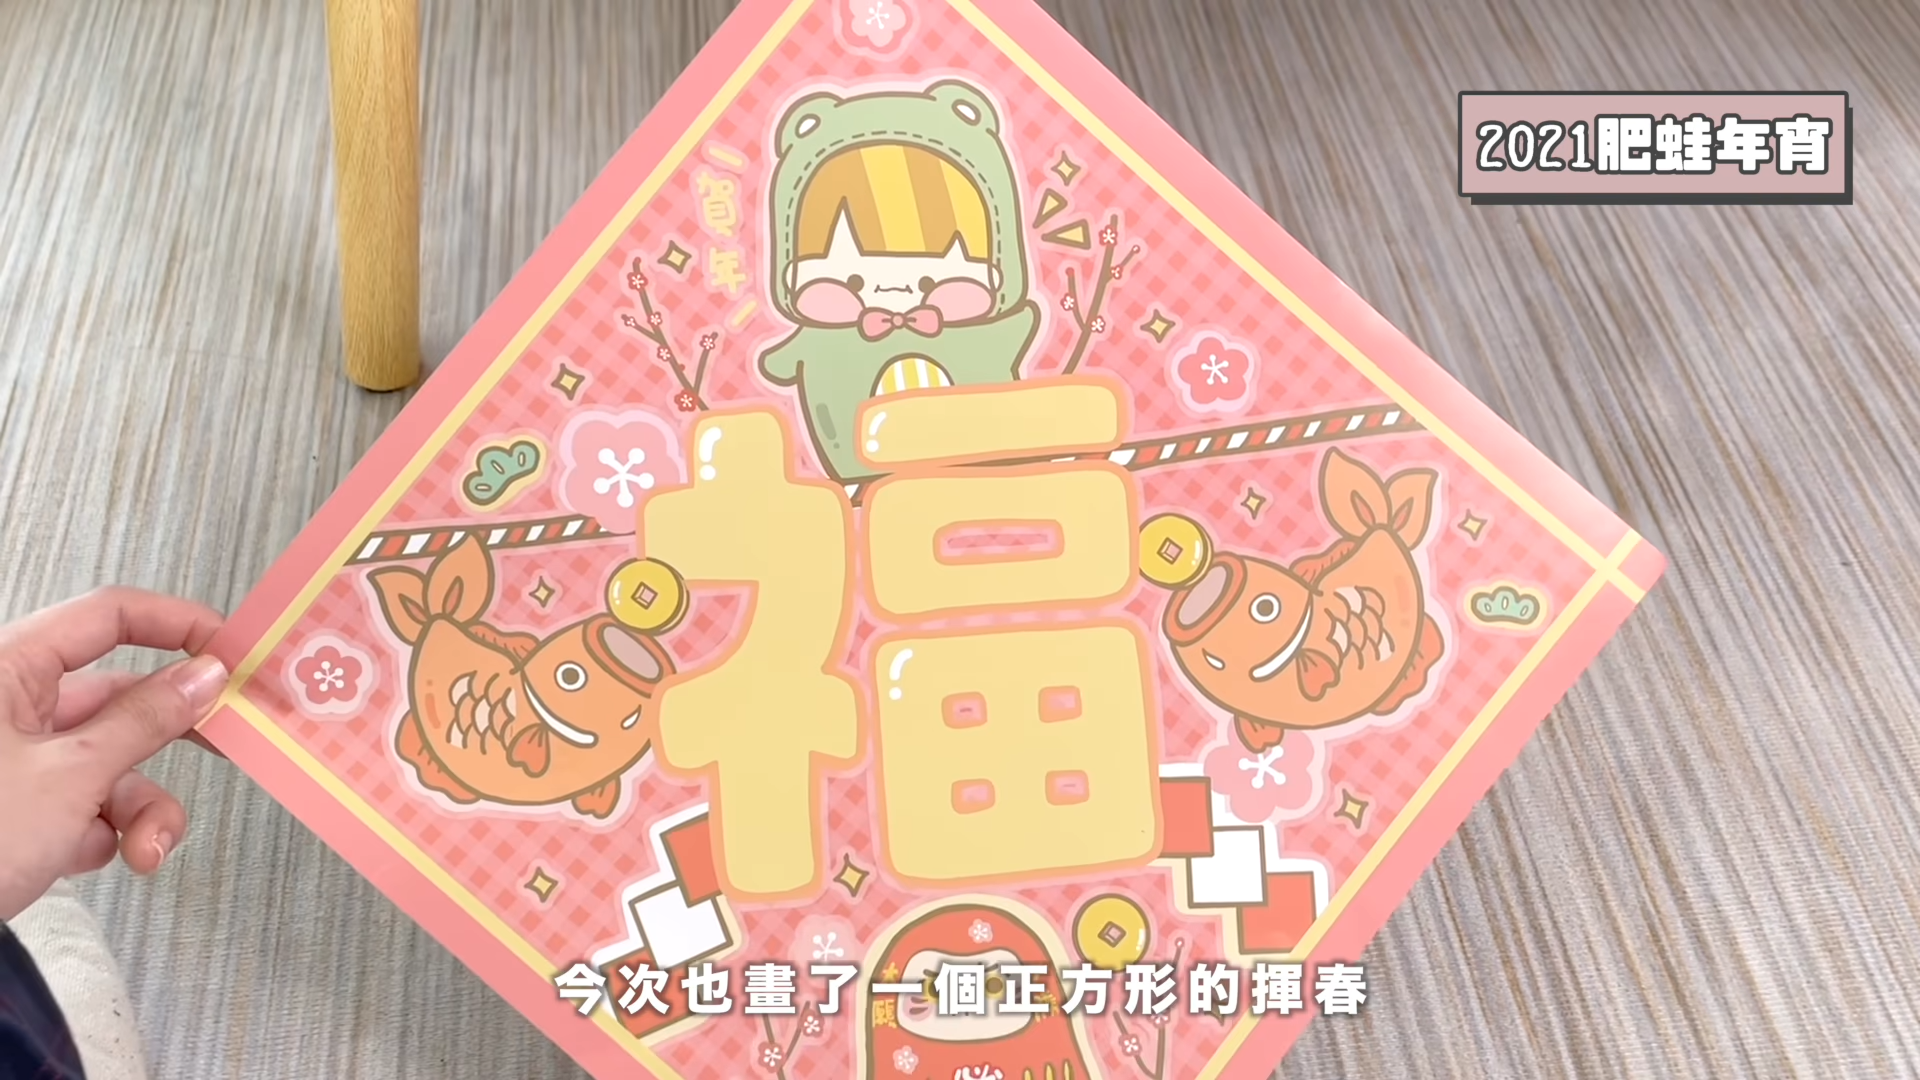 2021肥蛙年宵
賀年
福
願
今次也畫了一個正方形的揮春